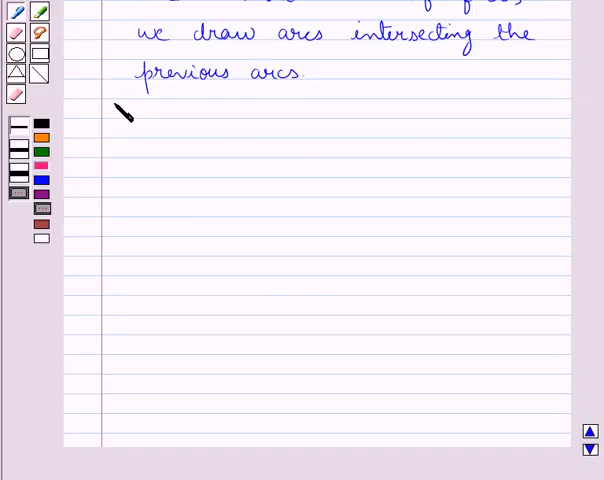 we draw arcs intersecting the
previous arcs.